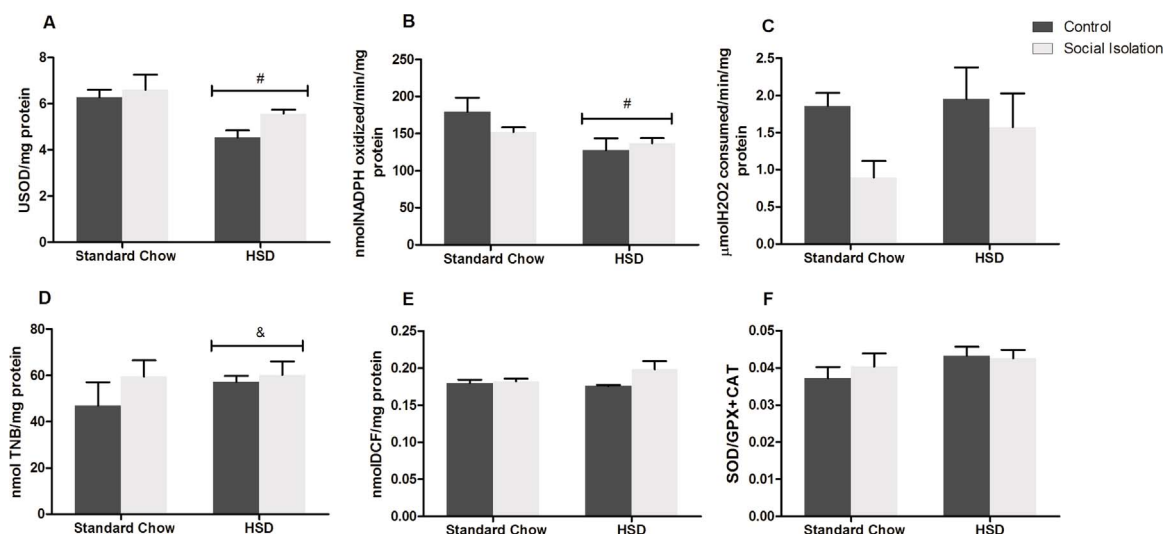 A
USOD/mg protein
8
6
4
2
0
#
Standard Chow
HSD
B
nmolNADPH oxidized/min/mg
protein
250
200
150
100
50
0
#
Standard Chow
HSD
C
μmolH2O2 consumed/min/mg
protein
2.5
2.0
1.5
1.0
0.5
0.0
Standard Chow
HSD
Control
Social Isolation
D
nmol TNB/mg protein
80
60
40
20
0
&
Standard Chow
HSD
E
nmolDCF/mg protein
0.25
0.20
0.15
0.10
0.05
0.00
Standard Chow
HSD
F
SOD/GPX+CAT
0.05
0.04
0.03
0.02
0.01
0.00
Standard Chow
HSD